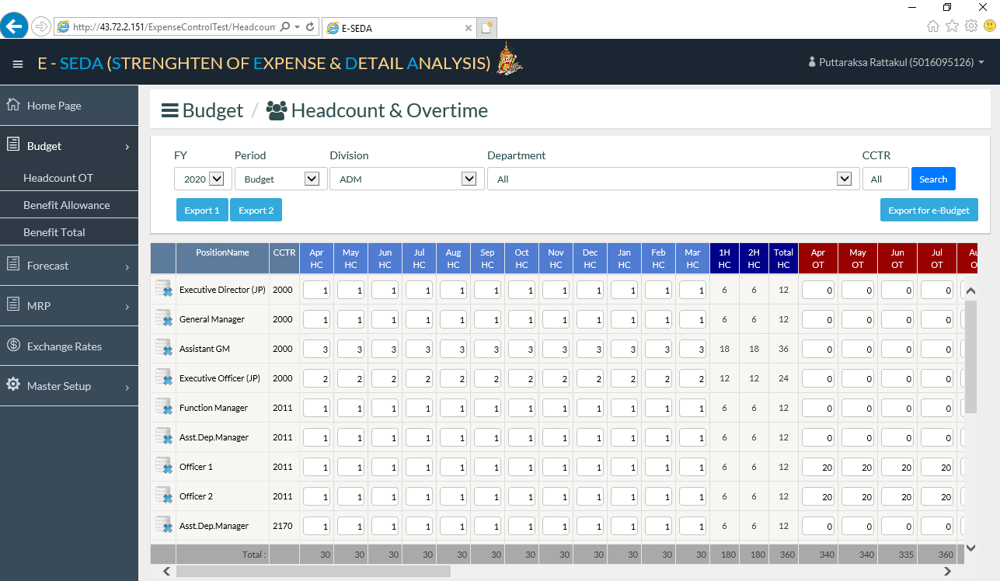 http://43.72.2.151/ExpenseControlTest/Headcoun
E-SEDA
E - SEDA (STRENGHTEN OF EXPENSE & DETAIL ANALYSIS)
Puttaraksa Rattakul (5016095126)
Home Page
Budget
Headcount OT
Benefit Allowance
Benefit Total
Forecast
MRP
Exchange Rates
Master Setup
Budget / Headcount & Overtime
FY Period Division Department CCTR
2020 Budget ADM All All Search
Export 1 Export 2 Export for e-Budget
PositionName CCTR Apr HC May HC Jun HC Jul HC Aug HC Sep HC Oct HC Nov HC Dec HC Jan HC Feb HC Mar HC 1H HC 2H HC Total HC Apr OT May OT Jun OT Jul OT
Executive Director (JP) 2000 1 1 1 1 1 1 1 1 1 1 1 1 6 6 12 0 0 0 0
General Manager 2000 1 1 1 1 1 1 1 1 1 1 1 1 6 6 12 0 0 0 0
Assistant GM 2000 3 3 3 3 3 3 3 3 3 3 3 3 18 18 36 0 0 0 0
Executive Officer (JP) 2000 2 2 2 2 2 2 2 2 2 2 2 2 12 12 24 0 0 0 0
Function Manager 2011 1 1 1 1 1 1 1 1 1 1 1 1 6 6 12 0 0 0 0
Asst.Dep.Manager 2011 1 1 1 1 1 1 1 1 1 1 1 1 6 6 12 0 0 0 0
Officer 1 2011 1 1 1 1 1 1 1 1 1 1 1 1 6 6 12 20 20 20 20
Officer 2 2011 1 1 1 1 1 1 1 1 1 1 1 1 6 6 12 20 20 20 20
Asst.Dep.Manager 2170 1 1 1 1 1 1 1 1 1 1 1 1 6 6 12 0 0 0 0
Total : 30 30 30 30 30 30 30 30 30 30 30 30 180 180 360 340 340 335 360